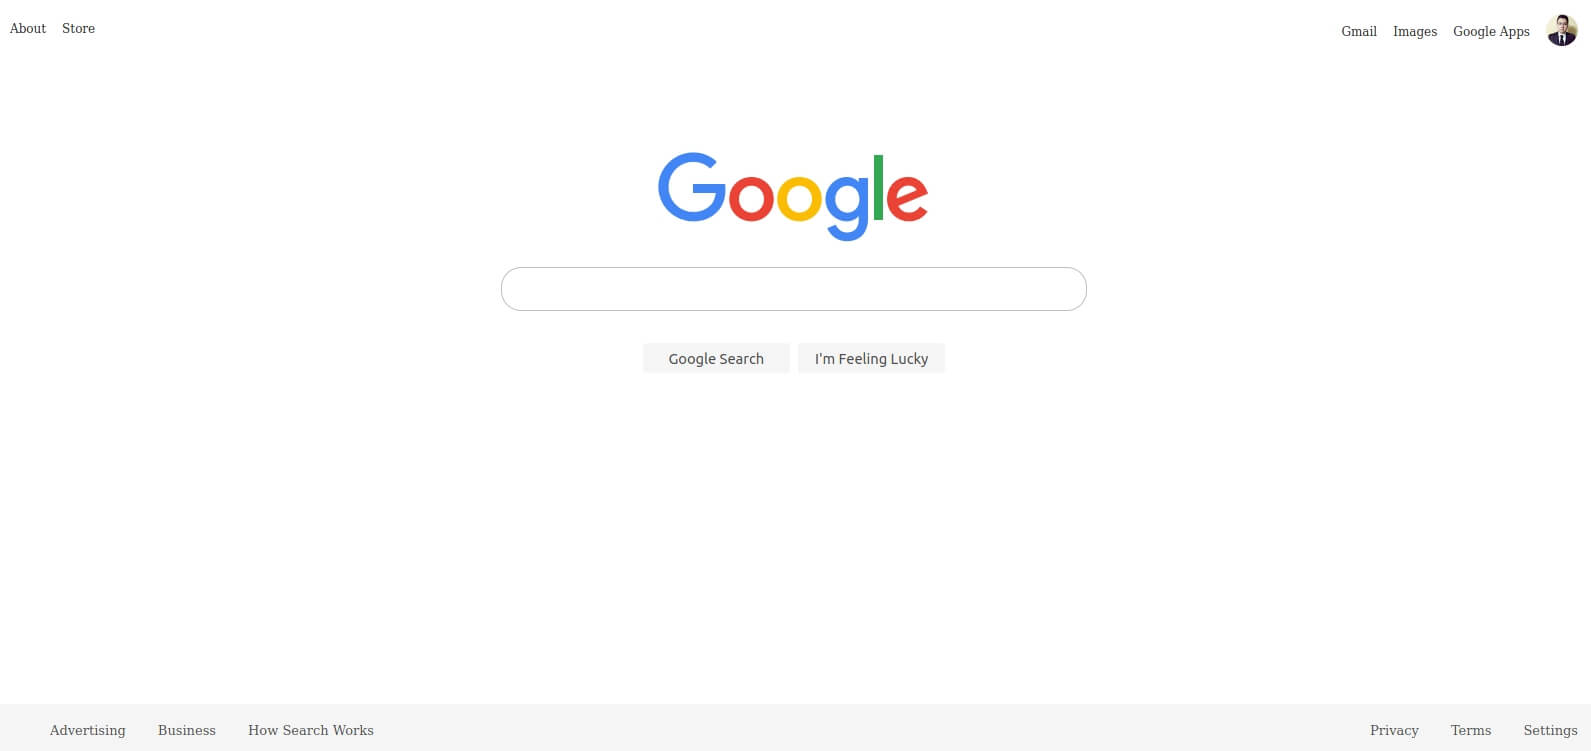 About Store Gmail Images Google Apps
Google
Google Search I'm Feeling Lucky
Advertising Business How Search Works Privacy Terms Settings